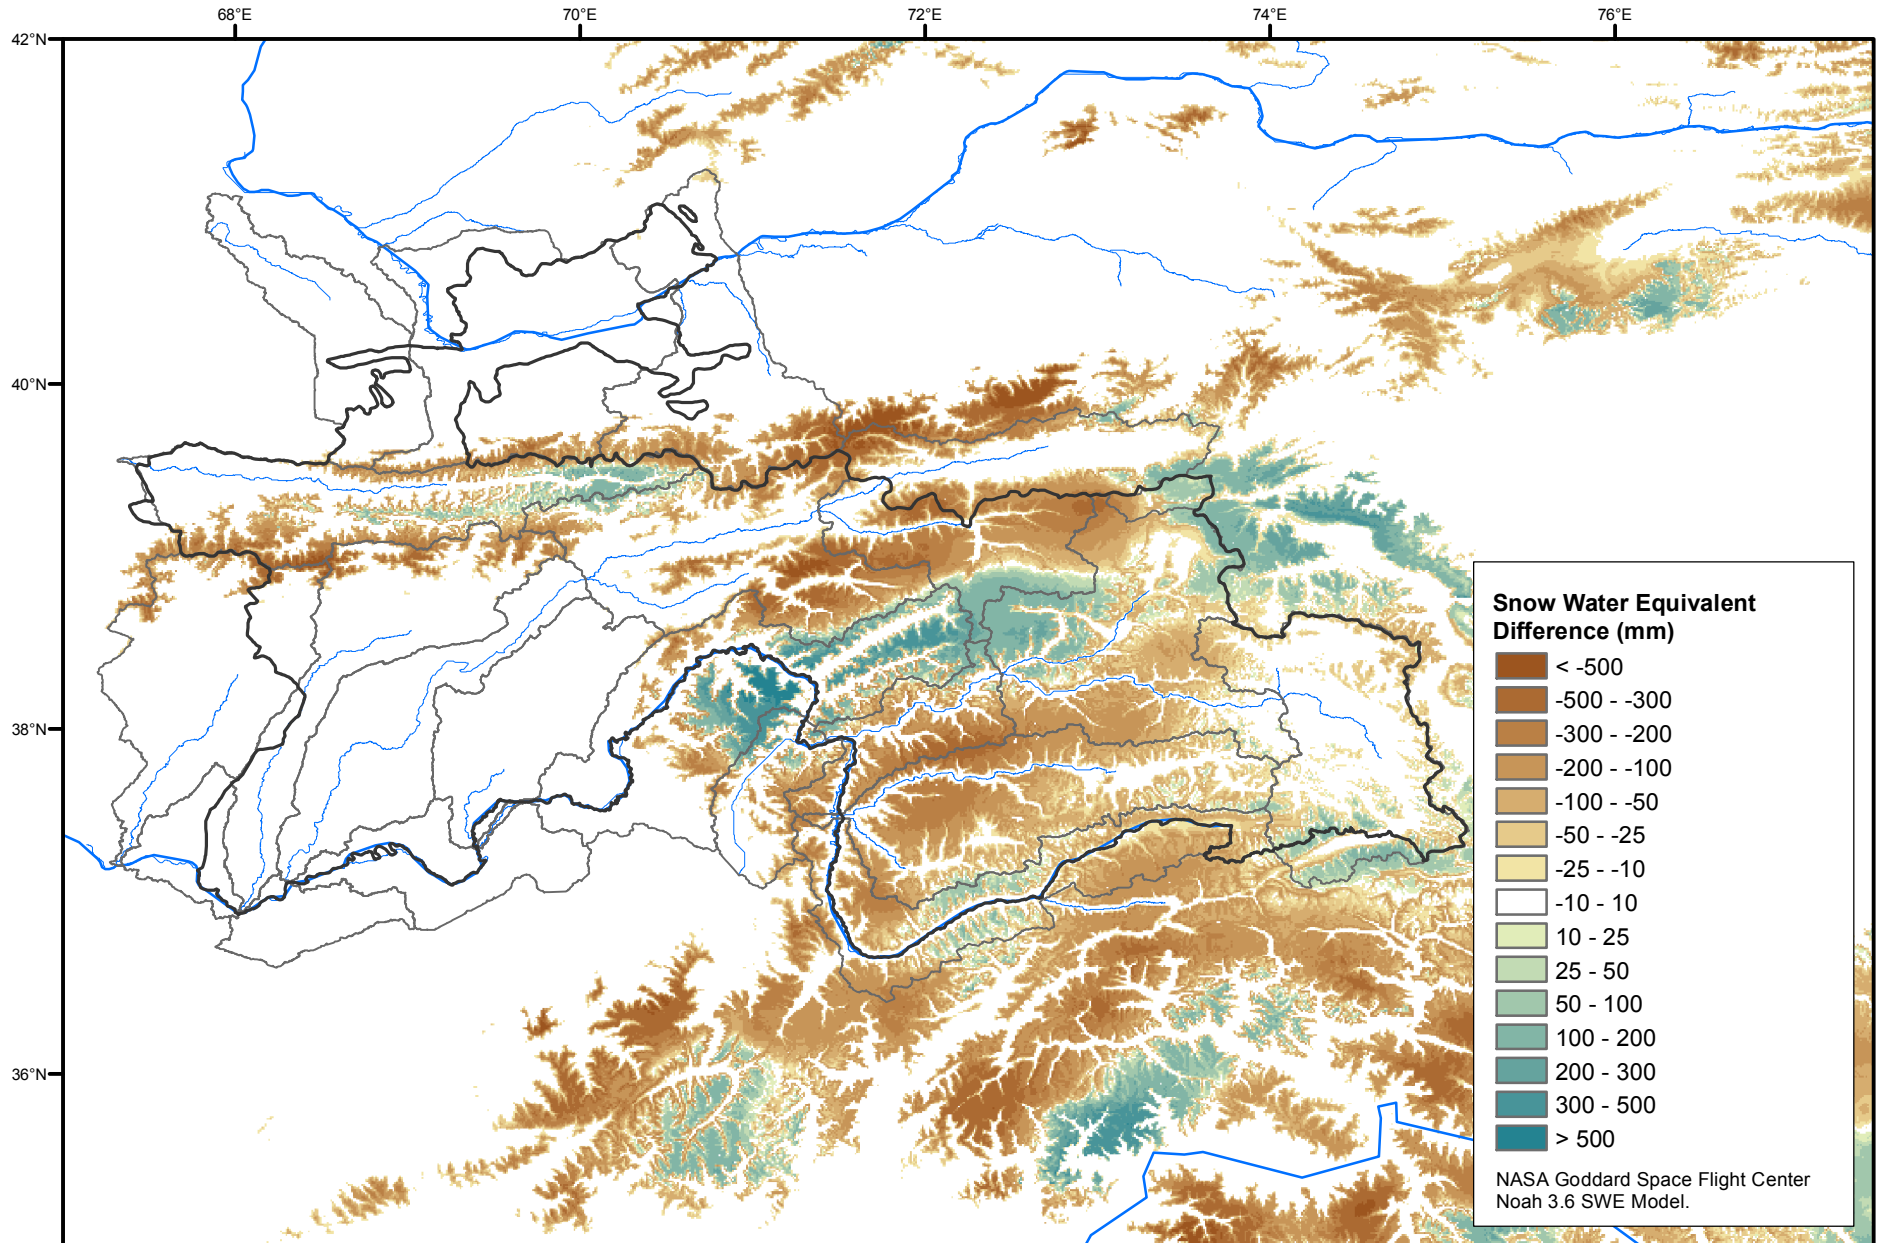 68°E 70°E 72°E 74°E 76°E
42°N
40°N
38°N
36°N
Snow Water Equivalent
Difference (mm)
< -500
-500 - -300
-300 - -200
-200 - -100
-100 - -50
-50 - -25
-25 - -10
-10 - 10
10 - 25
25 - 50
50 - 100
100 - 200
200 - 300
300 - 500
> 500
NASA Goddard Space Flight Center
Noah 3.6 SWE Model.